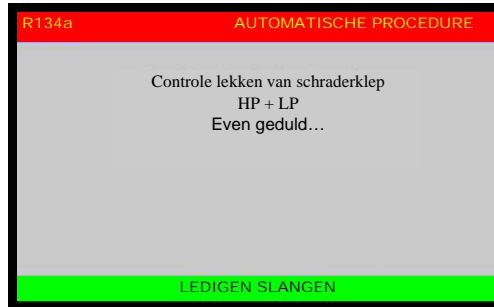 R134a AUTOMATISCHE PROCEDURE
Controle lekken van schraderklep
HP + LP
Even geduld…
LEDIGEN SLANGEN